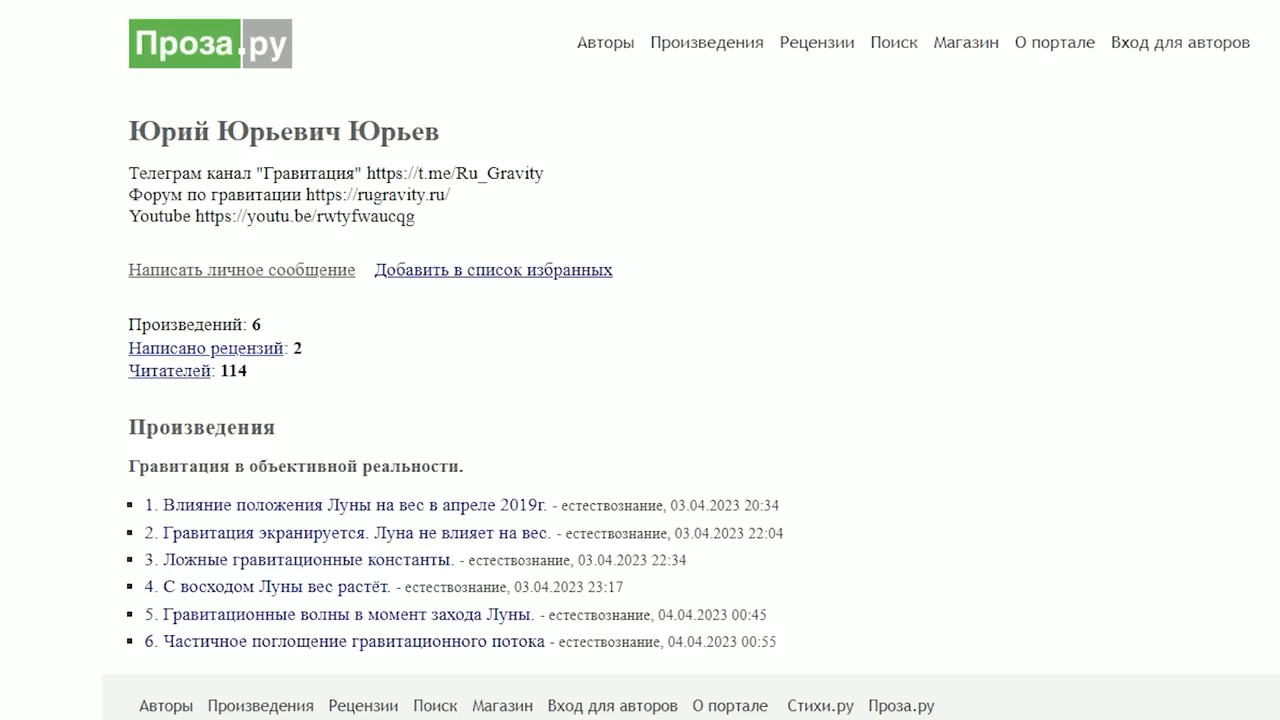 Проза.ру
Авторы Произведения Рецензии Поиск Магазин О портале Вход для авторов
Юрий Юрьевич Юрьев
Телеграм канал "Гравитация" https://t.me/Ru_Gravity
Форум по гравитации https://rugravity.ru/
Youtube https://youtu.be/rwtyfwaucqg
Написать личное сообщение Добавить в список избранных
Произведений: 6
Написано рецензий: 2
Читателей: 114
Произведения
Гравитация в объективной реальности.
1. Влияние положения Луны на вес в апреле 2019г. - естествознание, 03.04.2023 20:34
2. Гравитация экранируется. Луна не влияет на вес. - естествознание, 03.04.2023 22:04
3. Ложные гравитационные константы. - естествознание, 03.04.2023 22:34
4. С восходом Луны вес растёт. - естествознание, 03.04.2023 23:17
5. Гравитационные волны в момент захода Луны. - естествознание, 04.04.2023 00:45
6. Частичное поглощение гравитационного потока - естествознание, 04.04.2023 00:55
Авторы Произведения Рецензии Поиск Магазин Вход для авторов О портале Стихи.ру Проза.ру